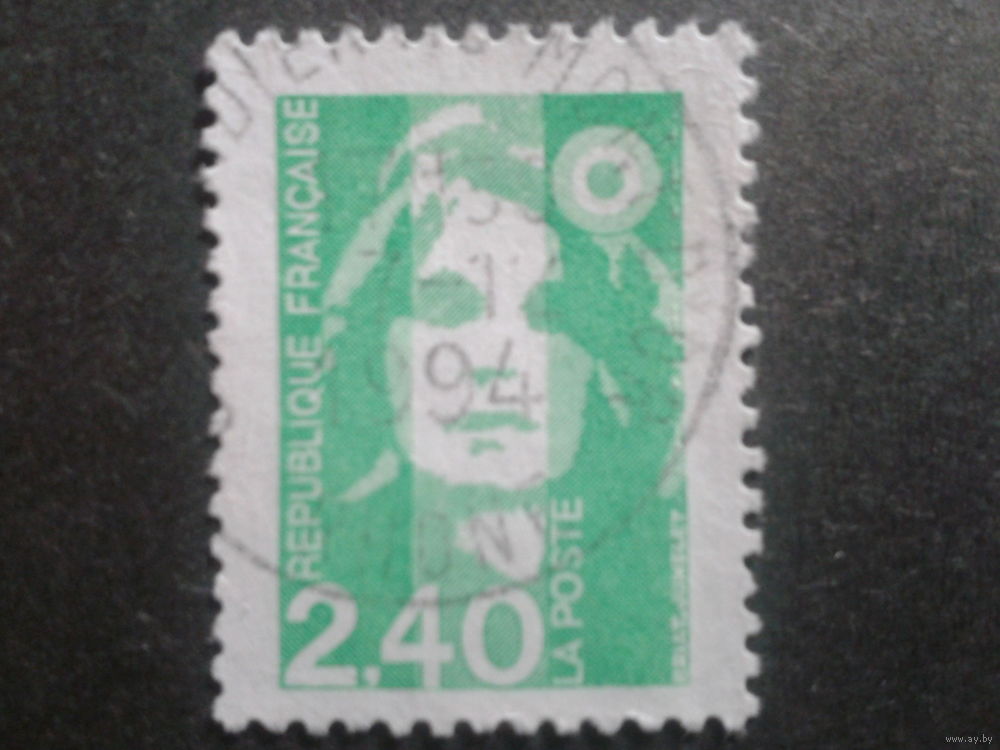 REPUBLIQUE FRANÇAISE
2.40
LA POSTE
94
www.ay.by